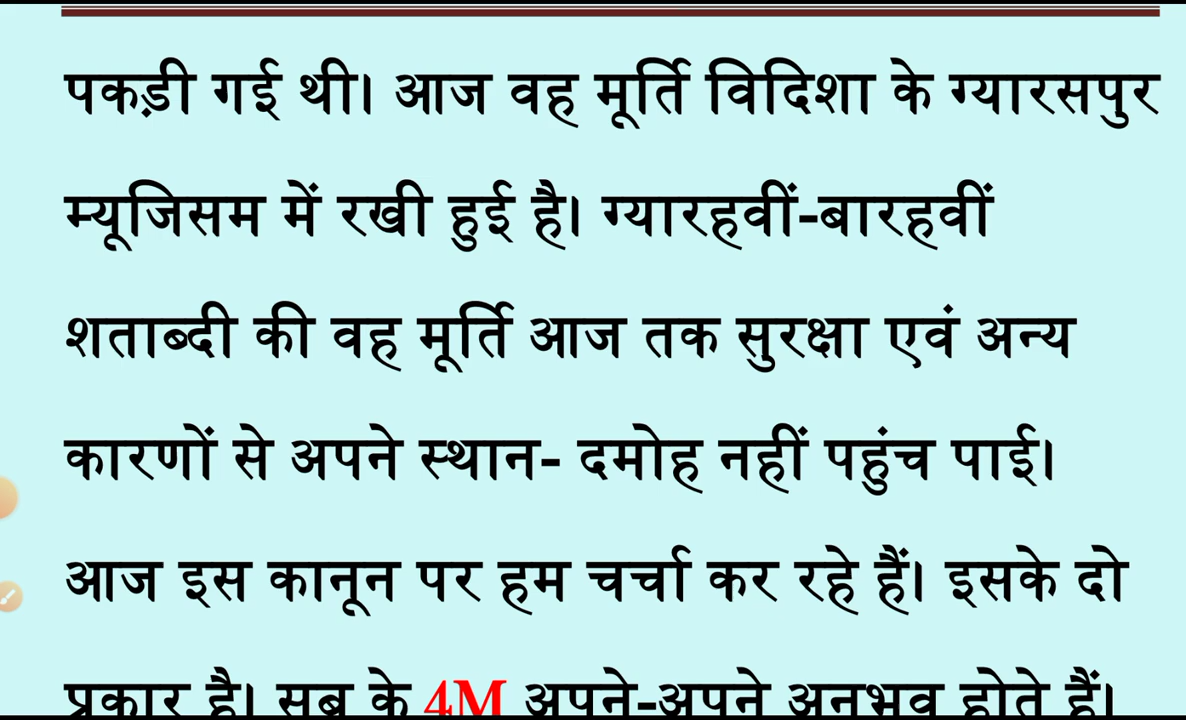 पकड़ी गई थी। आज वह मूर्ति विदिशा के ग्यारसपुर
म्यूजिसम में रखी हुई है। ग्यारहवीं-बारहवीं
शताब्दी की वह मूर्ति आज तक सुरक्षा एवं अन्य
कारणों से अपने स्थान- दमोह नहीं पहुंच पाई।
आज इस कानून पर हम चर्चा कर रहे हैं। इसके दो
प्रकार है। सब के 4M अपने-अपने अनुभव होते हैं।